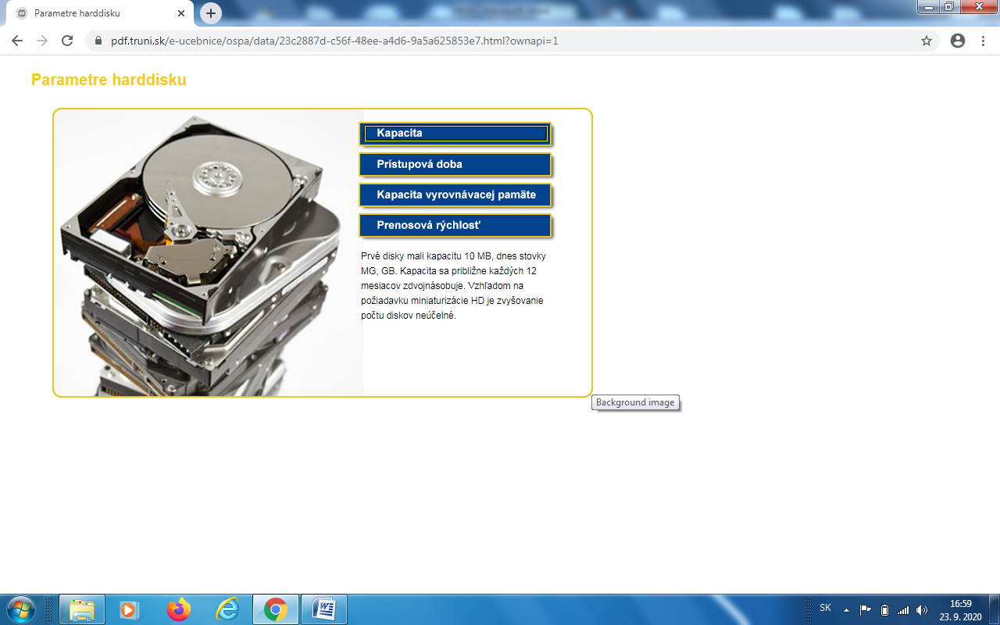 Parametre harddisku
pdf.truni.sk/e-ucebnice/ospa/data/23c2887d-c56f-48ee-a4d6-9a5a625853e7.html?ownapi=1
Parametre harddisku
Kapacita
Prístupová doba
Kapacita vyrovnávacej pamäte
Prenosová rýchlosť
Prvé disky mali kapacitu 10 MB, dnes stovky
MG, GB. Kapacita sa približne každých 12
mesiacov zdvojnásobuje. Vzhľadom na
požiadavku miniaturizácie HD je zvyšovanie
počtu diskov neúčelné.
Background image
SK
16:59
23. 9. 2020